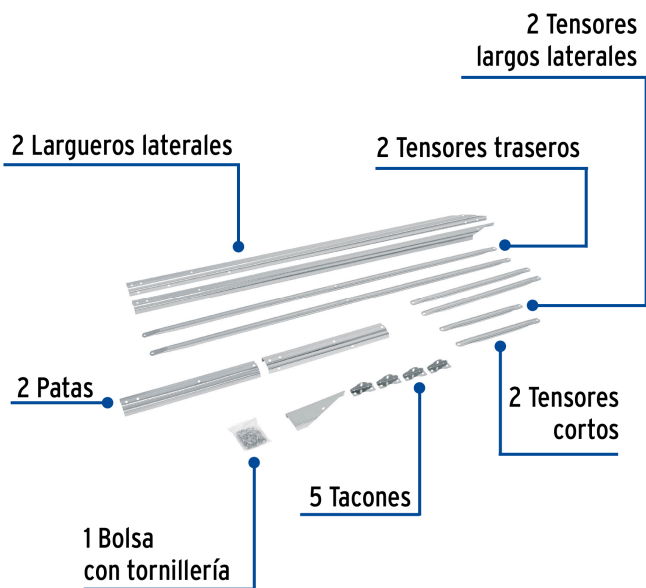 2 Tensores
largos laterales
2 Largueros laterales
2 Tensores traseros
2 Patas
2 Tensores
cortos
5 Tacones
1 Bolsa
con tornillería